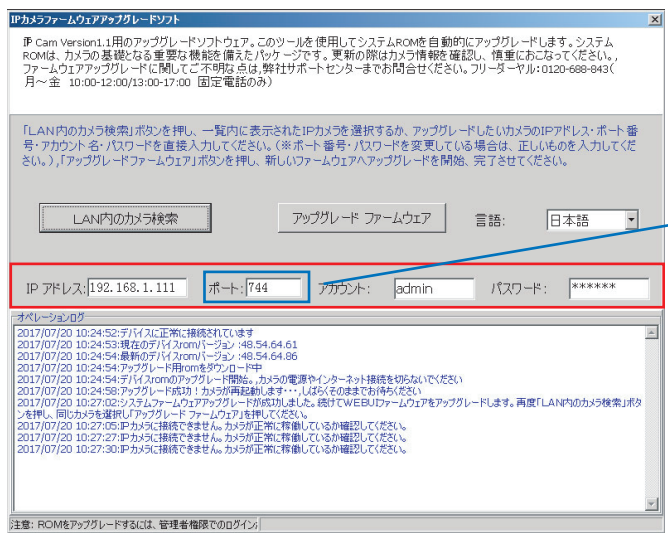 IPカメラファームウェアアップグレードソフト
IP Cam Version1.1用のアップグレードソフトウェア。このツールを使用してシステムROMを自動的にアップグレードします。システム
ROMは、カメラの基礎となる重要な機能を備えたパッケージです。更新の際はカメラ情報を確認し、慎重におこなってください。,
ファームウェアアップグレードに関してご不明な点は,弊社サポートセンターまでお問合せください。フリーダーヤル:0120-688-843(
月～金 10:00-12:00/13:00-17:00 固定電話のみ)
「LAN内のカメラ検索」ボタンを押し、一覧内に表示されたIPカメラを選択するか、アップグレードしたいカメラのIPアドレス・ポート番
号・アカウント名・パスワードを直接入力してください。(※ポート番号・パスワードを変更している場合は、正しいものを入力してくだ
さい。),「アップグレードファームウェア」ボタンを押し、新しいファームウェアへアップグレードを開始、完了させてください。
LAN内のカメラ検索 アップグレード ファームウェア 言語: 日本語
IP アドレス: 192.168.1.111 ポート: 744 アカウント: admin パスワード: ******
オペレーションログ
2017/07/20 10:24:52:デバイスに正常に接続されています
2017/07/20 10:24:53:現在のデバイスromバージョン :48.54.64.61
2017/07/20 10:24:54:最新のデバイスromバージョン :48.54.64.86
2017/07/20 10:24:54:アップグレード用romをダウンロード中
2017/07/20 10:24:54:デバイスromのアップグレード開始。,カメラの電源やインターネット接続を切らないでください
2017/07/20 10:24:58:アップグレード成功！カメラが再起動します・・・,しばらくそのままでお待ちください
2017/07/20 10:27:02:システムファームウェアアップグレードが成功しました。続けてWEBUIファームウェアをアップグレードします。再度「LAN内のカメラ検索」ボタ
ンを押し、同じカメラを選択し「アップグレード ファームウェア」を押してください。
2017/07/20 10:27:05:IPカメラに接続できません。カメラが正常に稼働しているか確認してください。
2017/07/20 10:27:27:IPカメラに接続できません。カメラが正常に稼働しているか確認してください。
2017/07/20 10:27:30:IPカメラに接続できません。カメラが正常に稼働しているか確認してください。
注意: ROMをアップグレードするには、管理者権限でのログイン